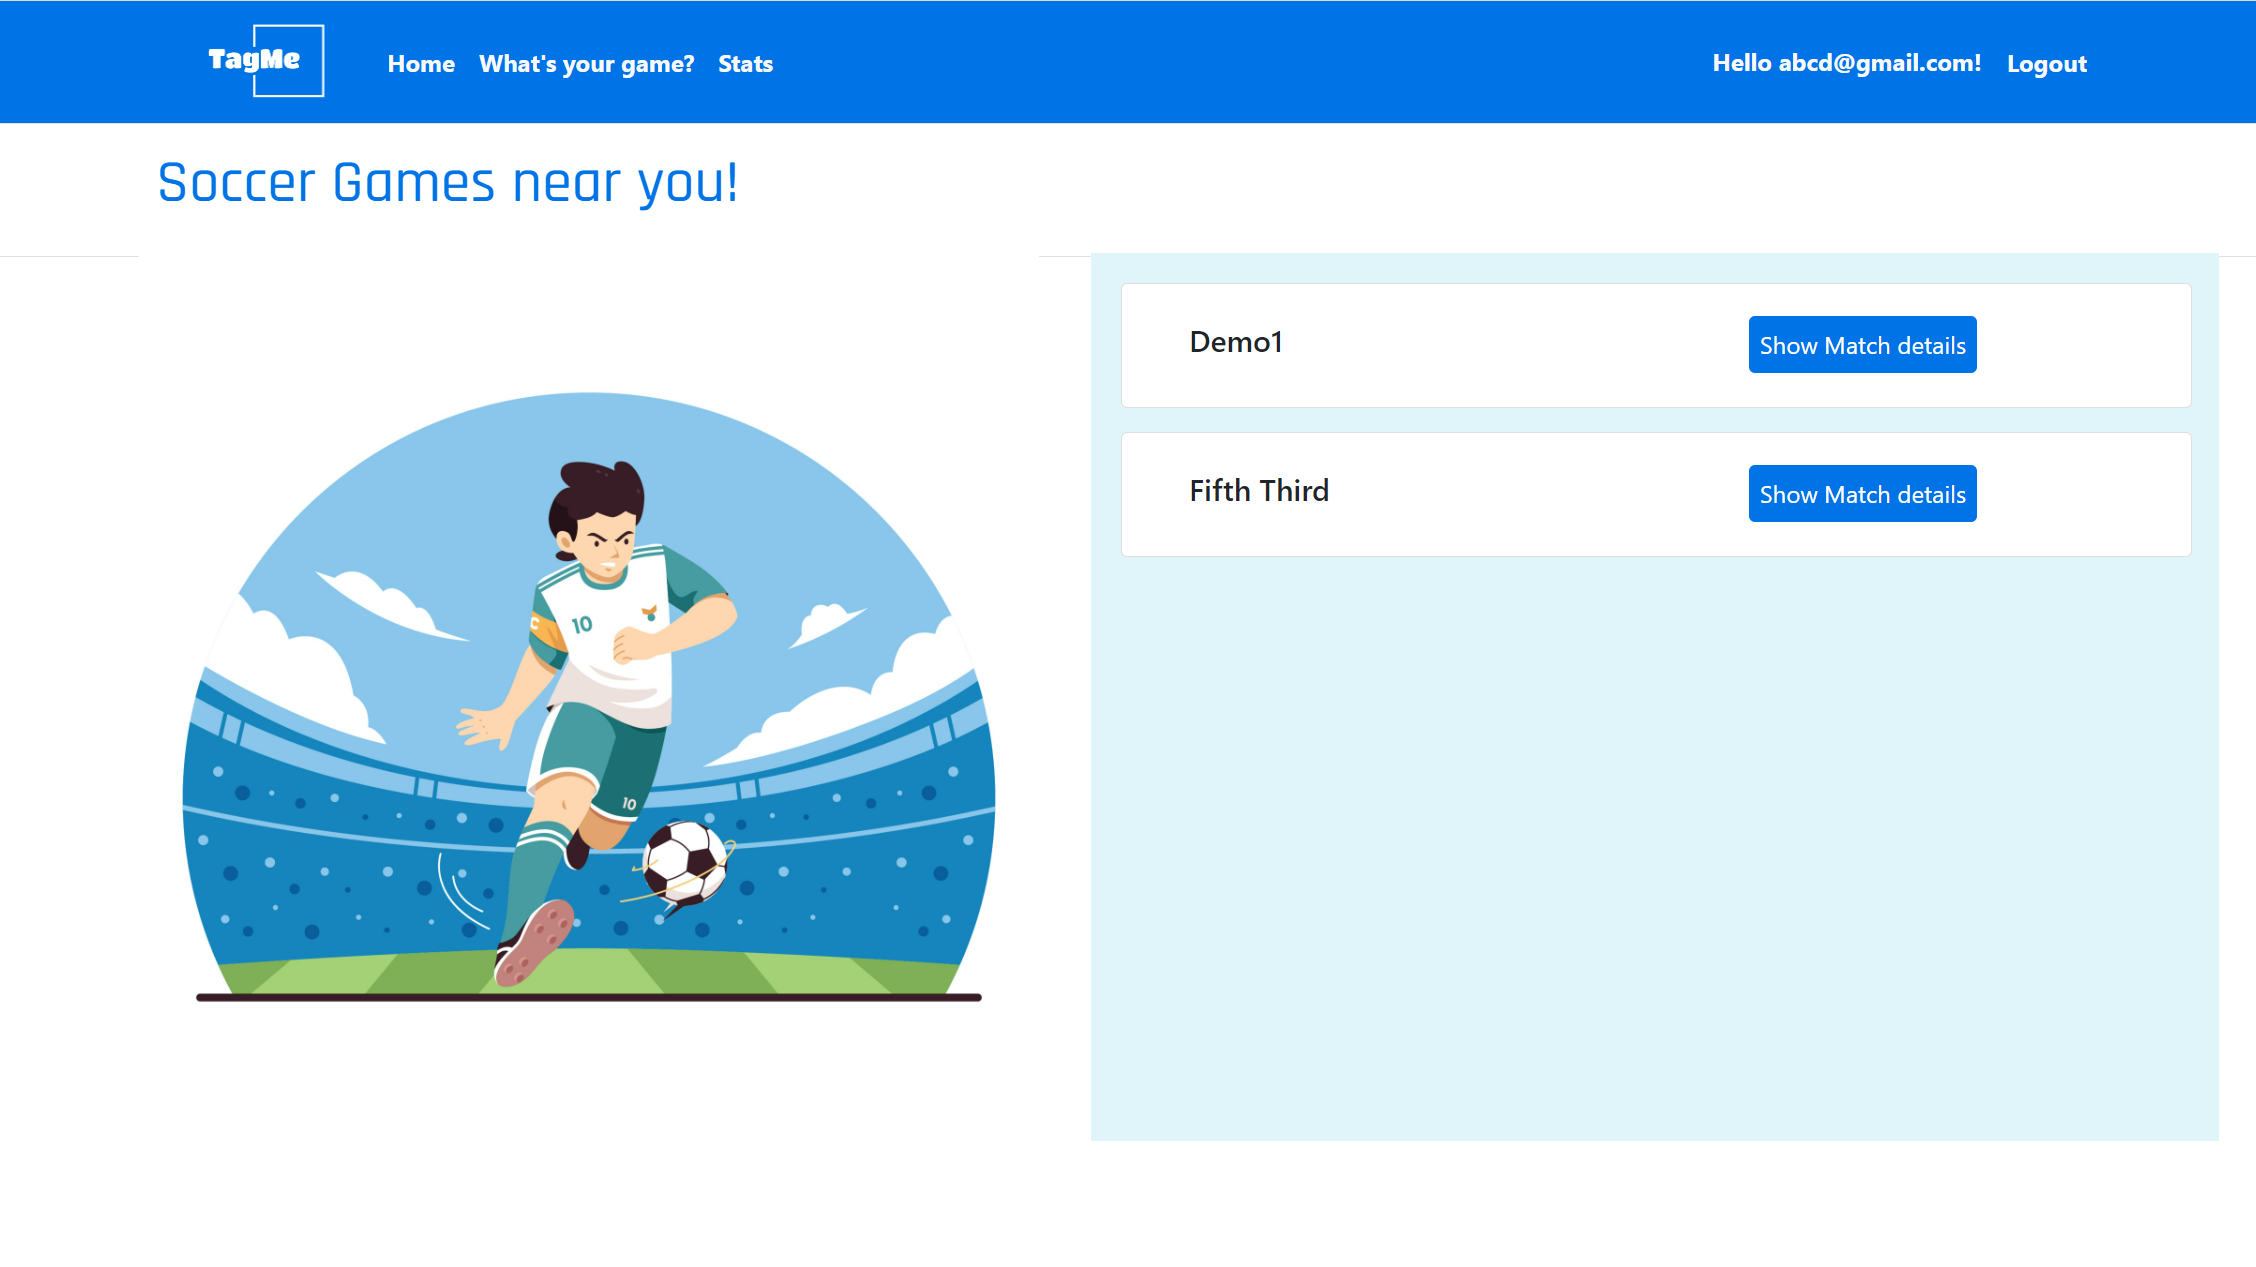 TagMe
Home What's your game? Stats
Hello abcd@gmail.com! Logout
Soccer Games near you!
Demo1
Show Match details
Fifth Third
Show Match details
C
10
10